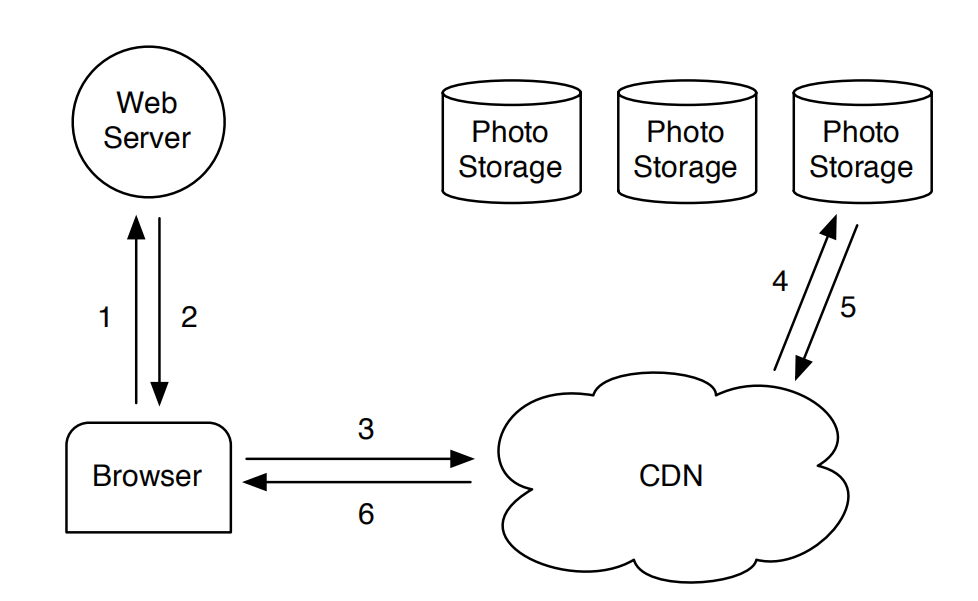 Web
Server
Photo
Storage
Photo
Storage
Photo
Storage
1
2
4
5
3
Browser
CDN
6